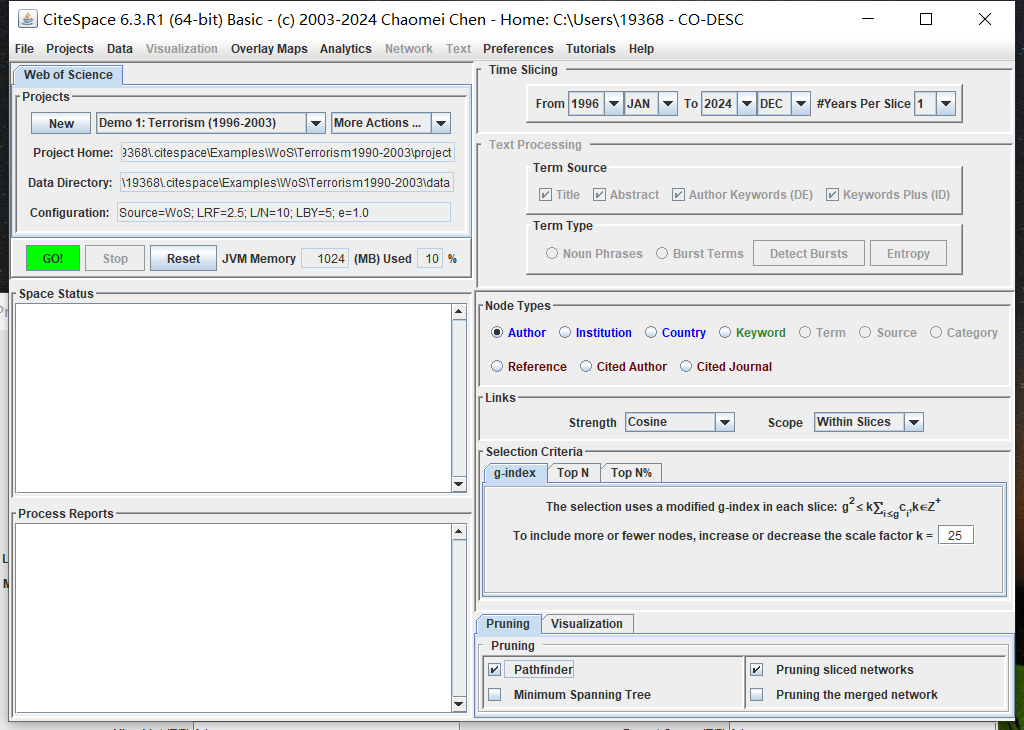 CiteSpace 6.3.R1 (64-bit) Basic - (c) 2003-2024 Chaomei Chen - Home: C:\Users\19368 - CO-DESC
File Projects Data Visualization Overlay Maps Analytics Network Text Preferences Tutorials Help
Web of Science
Projects
New Demo 1: Terrorism (1996-2003) More Actions ...
Project Home: 9368\.citespace\Examples\WoS\Terrorism1990-2003\project
Data Directory: \19368\.citespace\Examples\WoS\Terrorism1990-2003\data
Configuration: Source=WoS; LRF=2.5; L/N=10; LBY=5; e=1.0
GO! Stop Reset JVM Memory 1024 (MB) Used 10 %
Space Status
Process Reports
Time Slicing
From 1996 JAN To 2024 DEC #Years Per Slice 1
Text Processing
Term Source
Title Abstract Author Keywords (DE) Keywords Plus (ID)
Term Type
Noun Phrases Burst Terms Detect Bursts Entropy
Node Types
Author Institution Country Keyword Term Source Category
Reference Cited Author Cited Journal
Links
Strength Cosine Scope Within Slices
Selection Criteria
g-index Top N Top N%
The selection uses a modified g-index in each slice: g² ≤ k∑i≤g ci, k∈Z⁺
To include more or fewer nodes, increase or decrease the scale factor k = 25
Pruning Visualization
Pruning
Pathfinder Pruning sliced networks
Minimum Spanning Tree Pruning the merged network